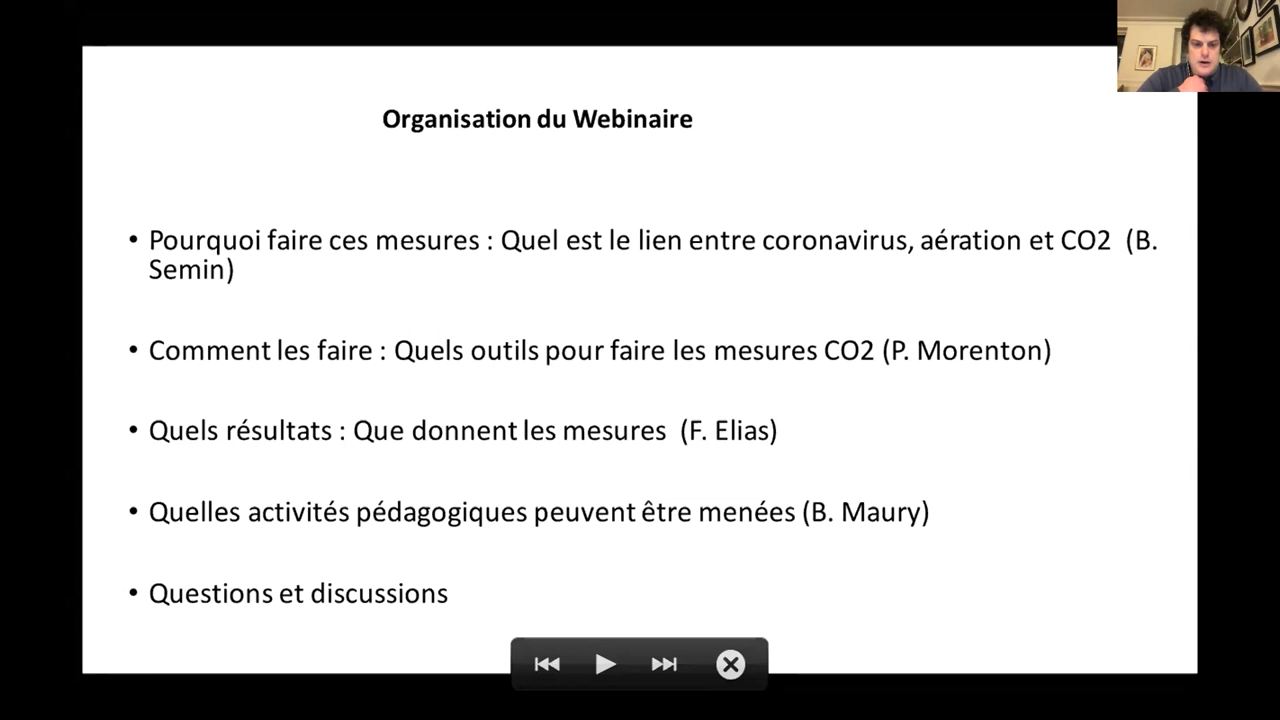 Organisation du Webinaire
• Pourquoi faire ces mesures : Quel est le lien entre coronavirus, aération et CO2 (B.
Semin)
• Comment les faire : Quels outils pour faire les mesures CO2 (P. Morenton)
• Quels résultats : Que donnent les mesures (F. Elias)
• Quelles activités pédagogiques peuvent être menées (B. Maury)
• Questions et discussions